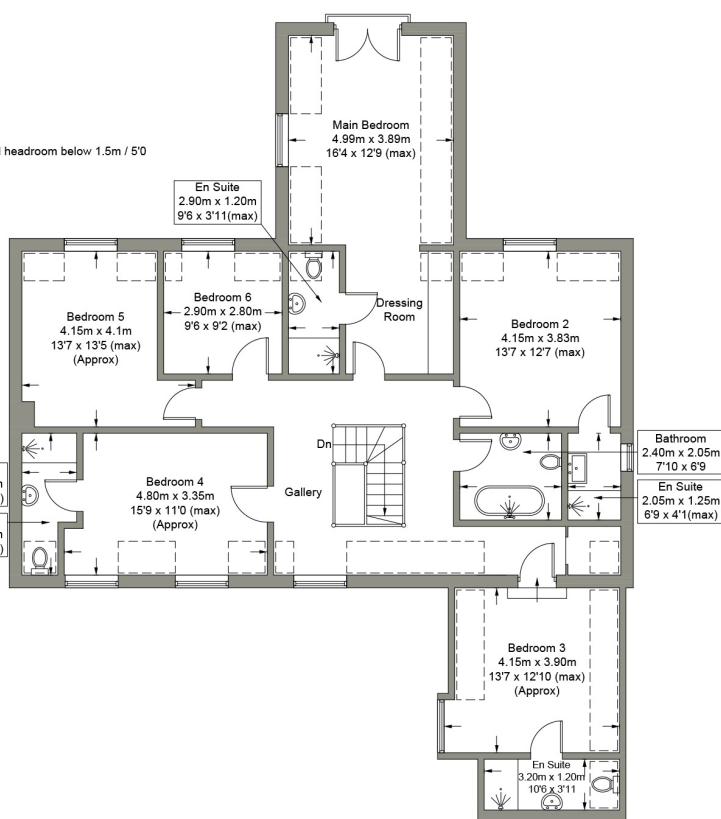 Main Bedroom
4.99m x 3.89m
16'4 x 12'9 (max)
headroom below 1.5m / 5'0
En Suite
2.90m x 1.20m
9'6 x 3'11(max)
Bedroom 5
4.15m x 4.1m
13'7 x 13'5 (max)
(Approx)
Bedroom 6
2.90m x 2.80m
9'6 x 9'2 (max)
Dressing
Room
Bedroom 2
4.15m x 3.83m
13'7 x 12'7 (max)
Dn
Gallery
Bathroom
2.40m x 2.05m
7'10 x 6'9
En Suite
2.05m x 1.25m
6'9 x 4'1(max)
Bedroom 4
4.80m x 3.35m
15'9 x 11'0 (max)
(Approx)
Bedroom 3
4.15m x 3.90m
13'7 x 12'10 (max)
(Approx)
En Suite
3.20m x 1.20m
10'6 x 3'11